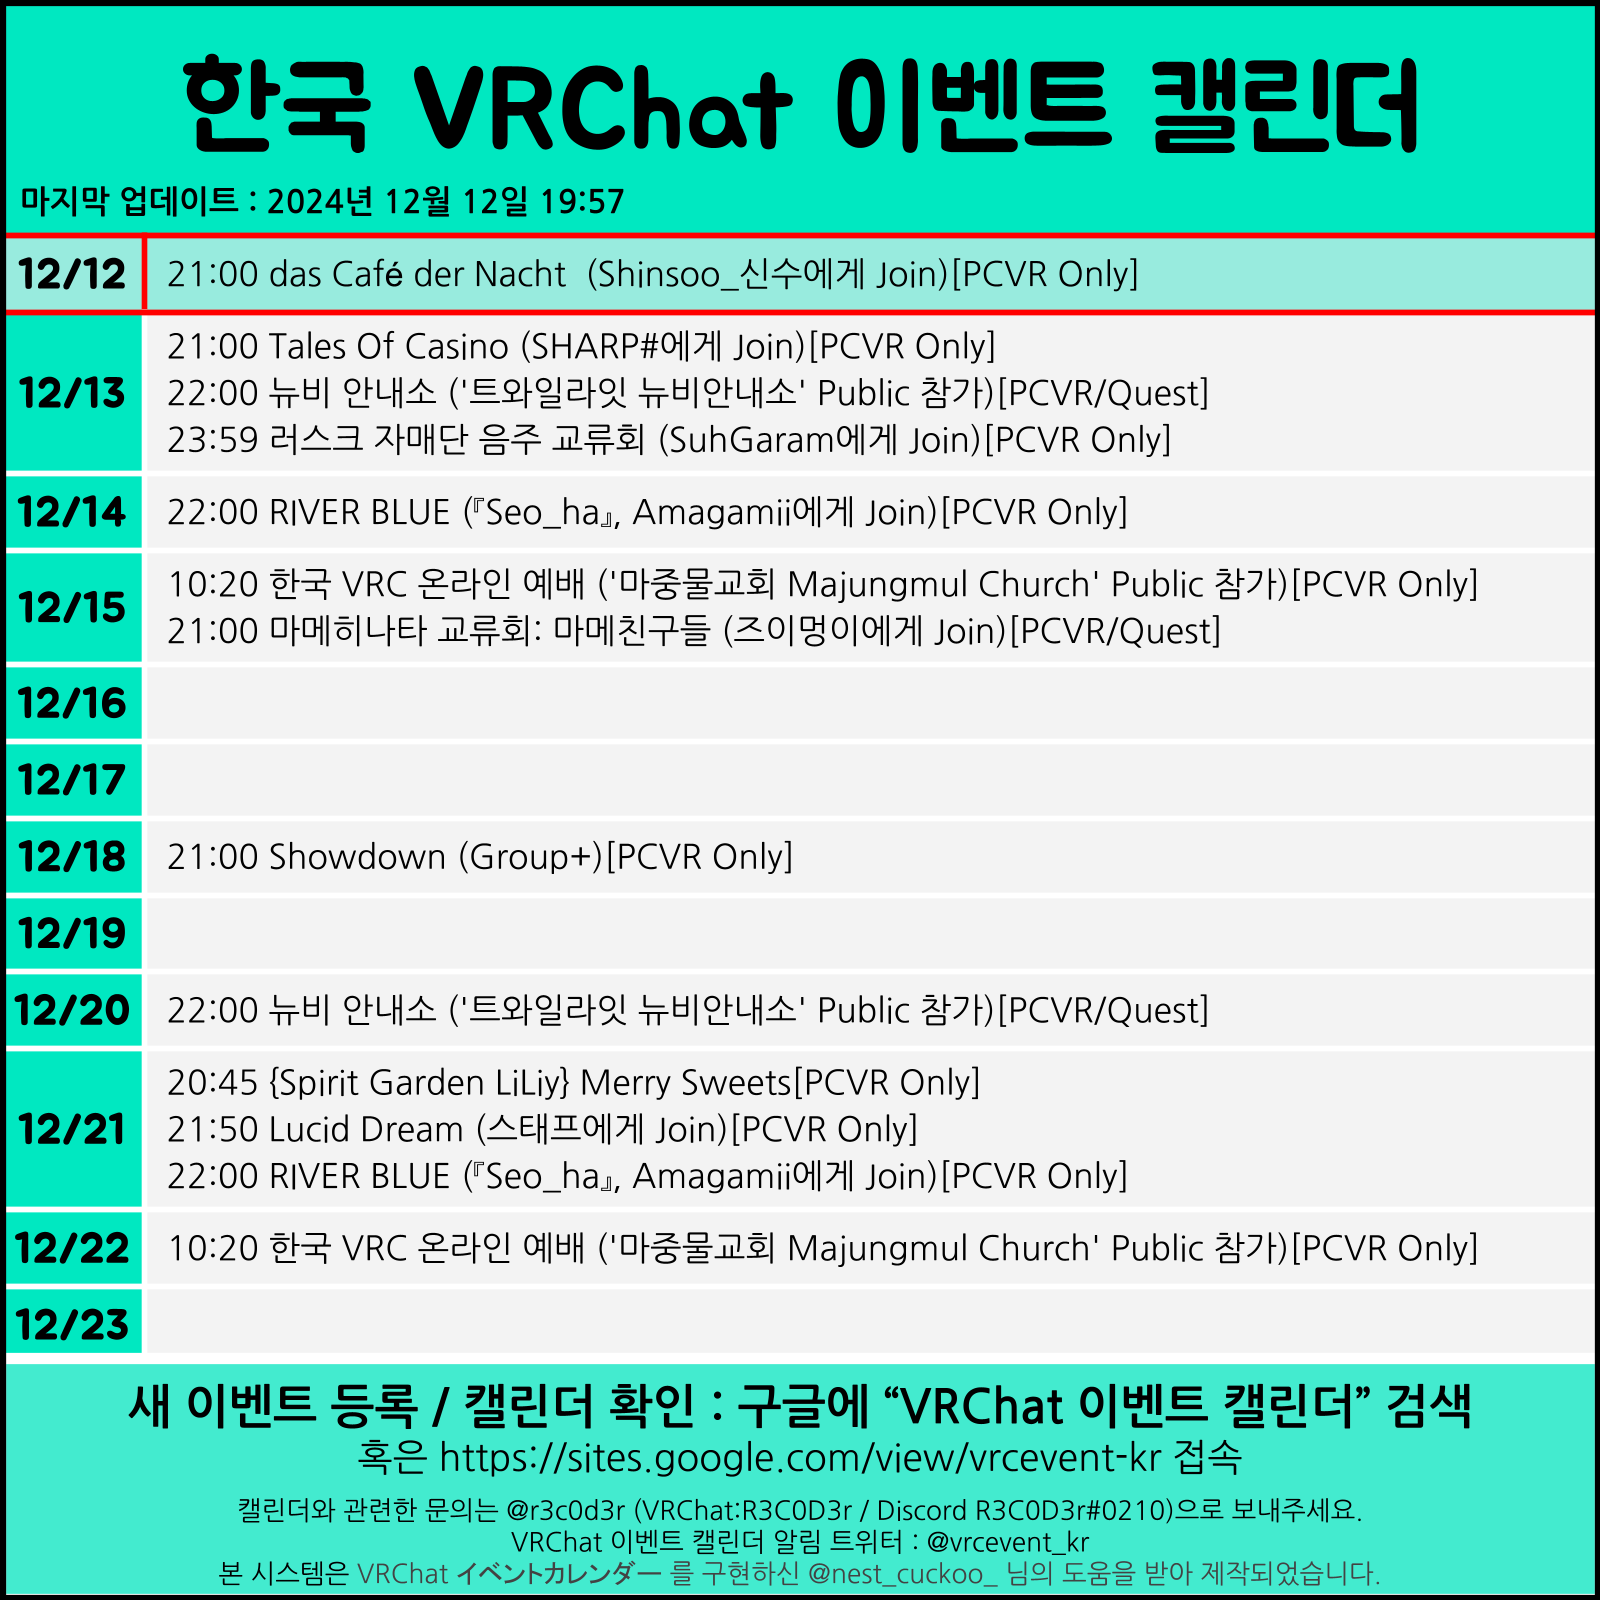 한국 VRChat 이벤트 캘린더
마지막 업데이트 : 2024년 12월 12일 19:57
12/12
21:00 das Café der Nacht  (Shinsoo_신수에게 Join)[PCVR Only]
12/13
21:00 Tales Of Casino (SHARP#에게 Join)[PCVR Only]
22:00 뉴비 안내소 ('트와일라잇 뉴비안내소' Public 참가)[PCVR/Quest]
23:59 러스크 자매단 음주 교류회 (SuhGaram에게 Join)[PCVR Only]
12/14
22:00 RIVER BLUE (『Seo_ha』, Amagamii에게 Join)[PCVR Only]
12/15
10:20 한국 VRC 온라인 예배 ('마중물교회 Majungmul Church' Public 참가)[PCVR Only]
21:00 마메히나타 교류회: 마메친구들 (즈이멍이에게 Join)[PCVR/Quest]
12/16
12/17
12/18
21:00 Showdown (Group+)[PCVR Only]
12/19
12/20
22:00 뉴비 안내소 ('트와일라잇 뉴비안내소' Public 참가)[PCVR/Quest]
12/21
20:45 {Spirit Garden LiLiy} Merry Sweets[PCVR Only]
21:50 Lucid Dream (스태프에게 Join)[PCVR Only]
22:00 RIVER BLUE (『Seo_ha』, Amagamii에게 Join)[PCVR Only]
12/22
10:20 한국 VRC 온라인 예배 ('마중물교회 Majungmul Church' Public 참가)[PCVR Only]
12/23
새 이벤트 등록 / 캘린더 확인 : 구글에 “VRChat 이벤트 캘린더” 검색
혹은 https://sites.google.com/view/vrcevent-kr 접속
캘린더와 관련한 문의는 @r3c0d3r (VRChat:R3C0D3r / Discord R3C0D3r#0210)으로 보내주세요.
VRChat 이벤트 캘린더 알림 트위터 : @vrcevent_kr
본 시스템은 VRChat イベントカレンダー 를 구현하신 @nest_cuckoo_ 님의 도움을 받아 제작되었습니다.